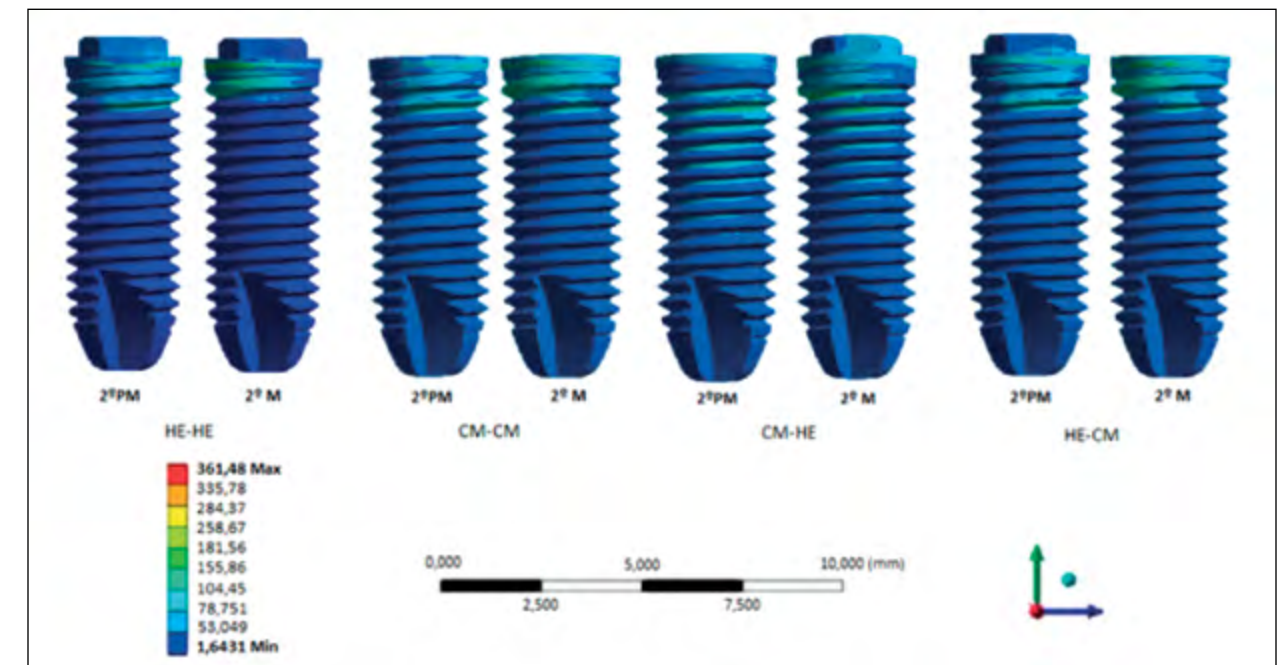 2ºPM 2º M 2ºPM 2º M 2ºPM 2º M 2ºPM 2º M
HE-HE CM-CM CM-HE HE-CM
361,48 Max
335,78
284,37
258,67
181,56
155,86
104,45
78,751
53,049
1,6431 Min
0,000 5,000 10,000 (mm)
2,500 7,500